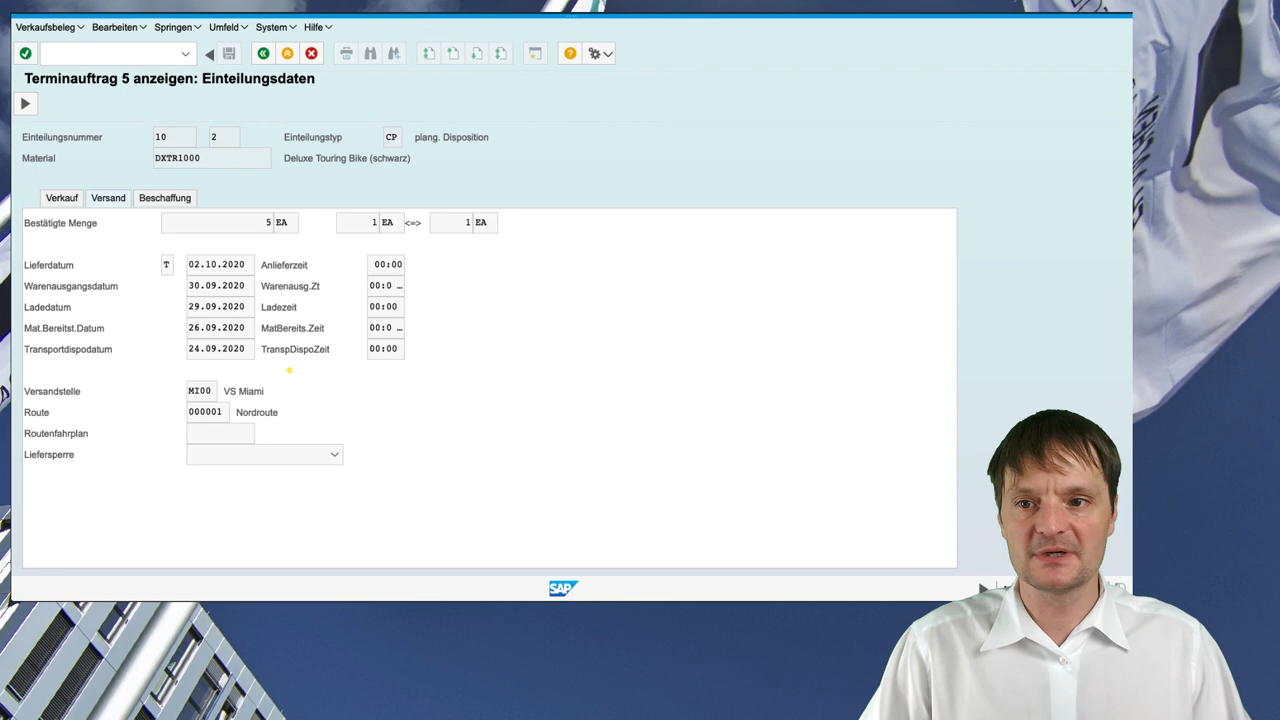 Verkaufsbeleg Bearbeiten Springen Umfeld System Hilfe
Terminauftrag 5 anzeigen: Einteilungsdaten
Einteilungsnummer 10 2 Einteilungstyp CP plang. Disposition
Material DXTR1000 Deluxe Touring Bike (schwarz)
Verkauf Versand Beschaffung
Bestätigte Menge 5 EA 1 EA <=> 1 EA
Lieferdatum T 02.10.2020 Anlieferzeit 00:00
Warenausgangsdatum 30.09.2020 Warenausg.Zt 00:0 …
Ladedatum 29.09.2020 Ladezeit 00:00
Mat.Bereitst.Datum 26.09.2020 MatBereits.Zeit 00:0 …
Transportdispodatum 24.09.2020 TranspDispoZeit 00:00
Versandstelle MI00 VS Miami
Route 000001 Nordroute
Routenfahrplan
Liefersperre
SAP